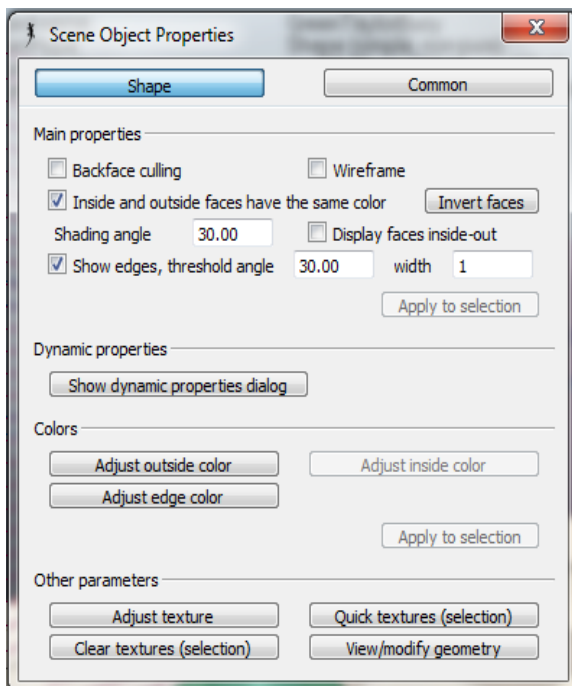 Scene Object Properties
Shape Common
Main properties
Backface culling Wireframe
Inside and outside faces have the same color Invert faces
Shading angle 30.00 Display faces inside-out
Show edges, threshold angle 30.00 width 1
Apply to selection
Dynamic properties
Show dynamic properties dialog
Colors
Adjust outside color Adjust inside color
Adjust edge color
Apply to selection
Other parameters
Adjust texture Quick textures (selection)
Clear textures (selection) View/modify geometry